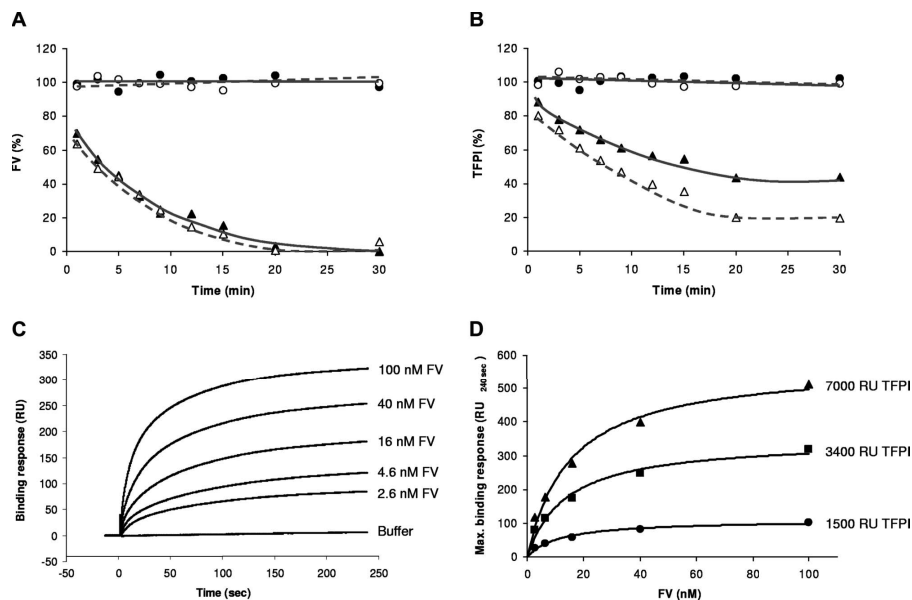 A
120
100
80
60
40
20
0
FV (%)
0 5 10 15 20 25 30
Time (min)
B
120
100
80
60
40
20
0
TFPI (%)
0 5 10 15 20 25 30
Time (min)
C
350
300
250
200
150
100
50
0
-50
Binding response (RU)
100 nM FV
40 nM FV
16 nM FV
4.6 nM FV
2.6 nM FV
Buffer
-50 0 50 100 150 200 250
Time (sec)
D
600
500
400
300
200
100
0
Max. binding response (RU 240sec)
7000 RU TFPI
3400 RU TFPI
1500 RU TFPI
0 20 40 60 80 100
FV (nM)